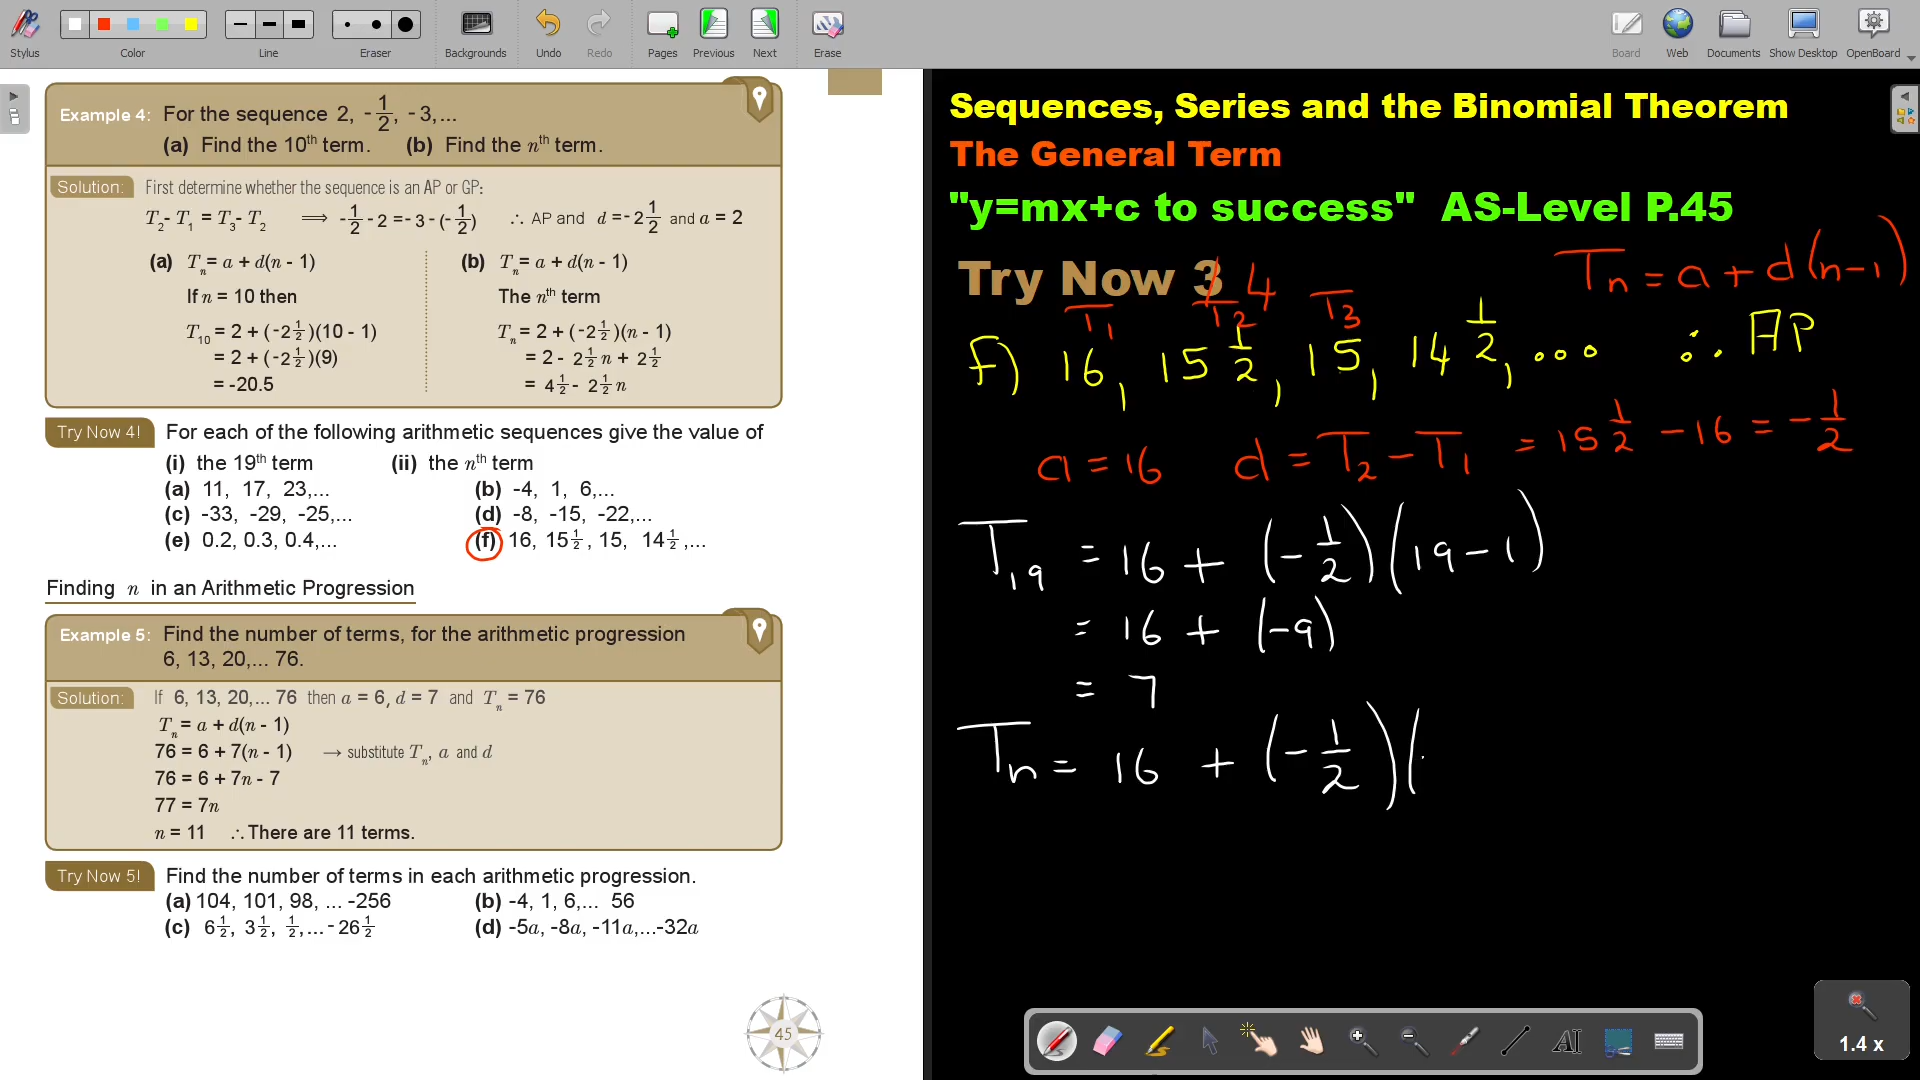 Stylus Color Line Eraser Backgrounds Undo Redo Pages Previous Next Erase Board Web Documents Show Desktop OpenBoard
Example 4: For the sequence 2, -1/2, -3,...
(a) Find the 10th term. (b) Find the nth term.
Solution: First determine whether the sequence is an AP or GP:
T2 - T1 = T3 - T2 ⟹ -1/2 - 2 = -3 - (-1/2) ∴ AP and d = -2 1/2 and a = 2
(a) Tn = a + d(n - 1)
If n = 10 then
T10 = 2 + (-2 1/2)(10 - 1)
= 2 + (-2 1/2)(9)
= -20.5
(b) Tn = a + d(n - 1)
The nth term
Tn = 2 + (-2 1/2)(n - 1)
= 2 - 2 1/2 n + 2 1/2
= 4 1/2 - 2 1/2 n
Try Now 4! For each of the following arithmetic sequences give the value of
(i) the 19th term (ii) the nth term
(a) 11, 17, 23,... (b) -4, 1, 6,...
(c) -33, -29, -25,... (d) -8, -15, -22,...
(e) 0.2, 0.3, 0.4,... (f) 16, 15 1/2, 15, 14 1/2,...
Finding n in an Arithmetic Progression
Example 5: Find the number of terms, for the arithmetic progression
6, 13, 20,... 76.
Solution: If 6, 13, 20,... 76 then a = 6, d = 7 and Tn = 76
Tn = a + d(n - 1)
76 = 6 + 7(n - 1) → substitute Tn, a and d
76 = 6 + 7n - 7
77 = 7n
n = 11 ∴ There are 11 terms.
Try Now 5! Find the number of terms in each arithmetic progression.
(a) 104, 101, 98, ... -256 (b) -4, 1, 6,... 56
(c) 6 1/2, 3 1/2, 1/2,... -26 1/2 (d) -5a, -8a, -11a,...-32a
45
Sequences, Series and the Binomial Theorem
The General Term
"y=mx+c to success" AS-Level P.45
Try Now 3 4
Tn = a + d(n-1)
T1 T2 T3
f) 16, 15 1/2, 15, 14 1/2, ... ∴ AP
a = 16 d = T2 - T1 = 15 1/2 - 16 = -1/2
T19 = 16 + (-1/2)(19-1)
= 16 + (-9)
= 7
Tn = 16 + (-1/2)(
AI
1.4 x